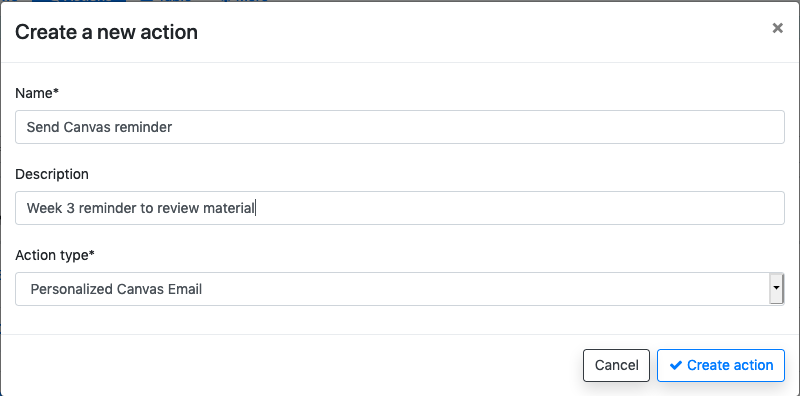 Create a new action
×
Name*
Send Canvas reminder
Description
Week 3 reminder to review material
Action type*
Personalized Canvas Email
Cancel
✔ Create action